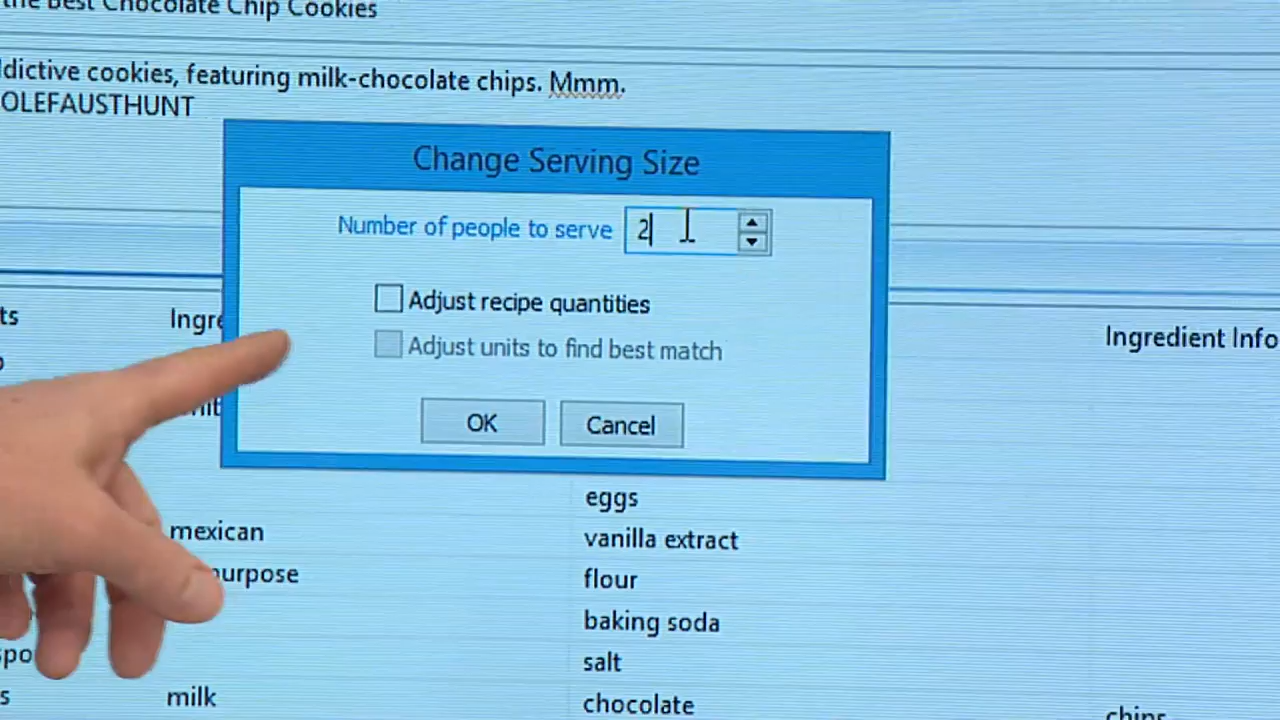 the Best Chocolate Chip Cookies
ddictive cookies, featuring milk-chocolate chips. Mmm.
OLEFAUSTHUNT
Change Serving Size
Number of people to serve 2
Adjust recipe quantities
Adjust units to find best match
OK Cancel
ts Ingre Ingredient Info
eggs
mexican vanilla extract
purpose flour
baking soda
spo salt
s milk chocolate chips